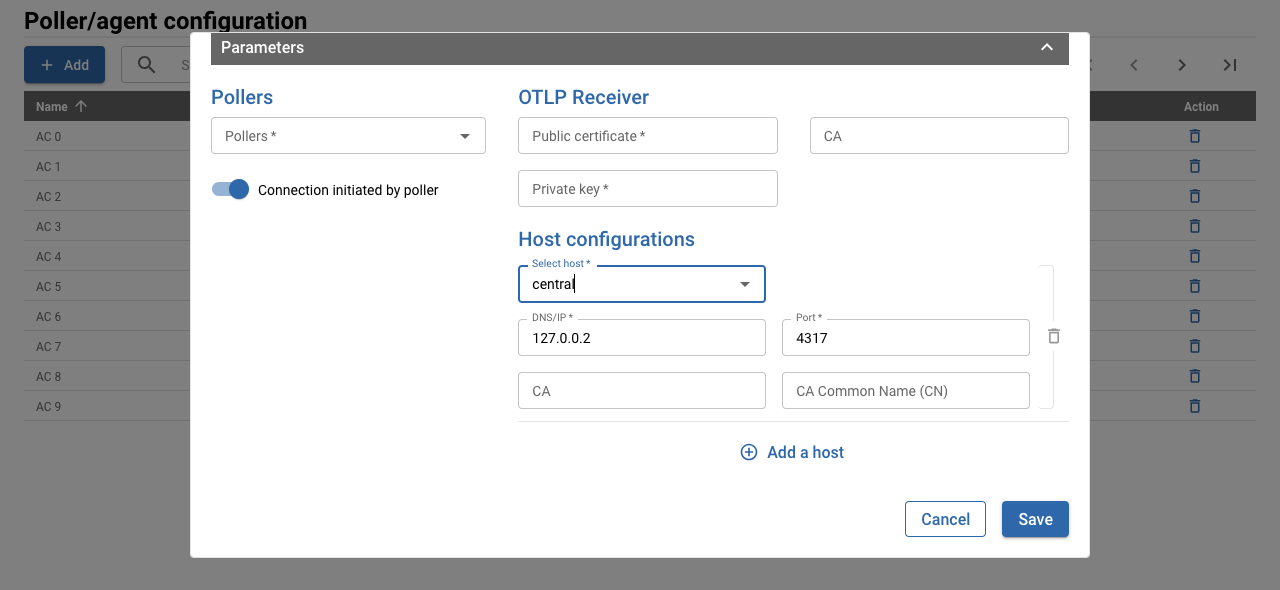 Poller/agent configuration
Add
S
Name
Action
AC 0
AC 1
AC 2
AC 3
AC 4
AC 5
AC 6
AC 7
AC 8
AC 9
Parameters
Pollers
Pollers *
Connection initiated by poller
OTLP Receiver
Public certificate *
CA
Private key *
Host configurations
Select host *
central
DNS/IP *
127.0.0.2
Port *
4317
CA
CA Common Name (CN)
Add a host
Cancel
Save